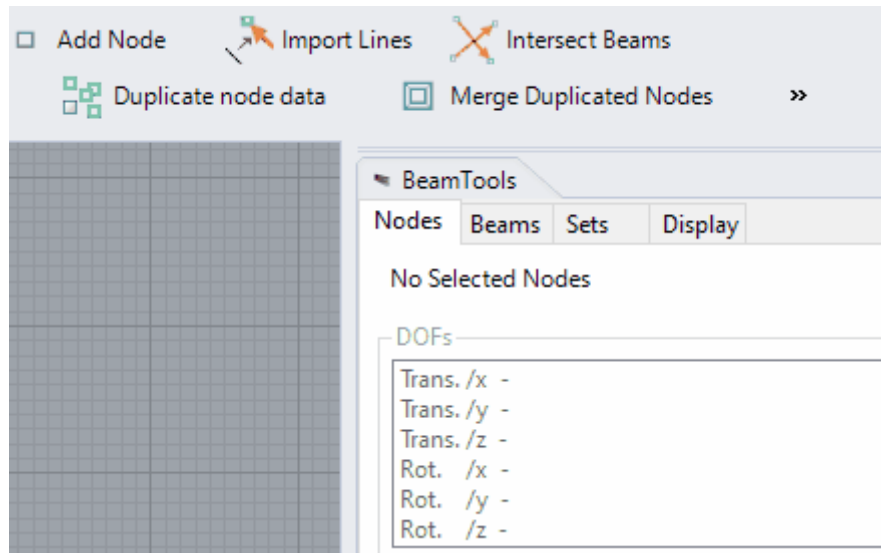 Add Node Import Lines Intersect Beams
Duplicate node data Merge Duplicated Nodes »
BeamTools
Nodes Beams Sets Display
No Selected Nodes
DOFs
Trans. /x -
Trans. /y -
Trans. /z -
Rot. /x -
Rot. /y -
Rot. /z -